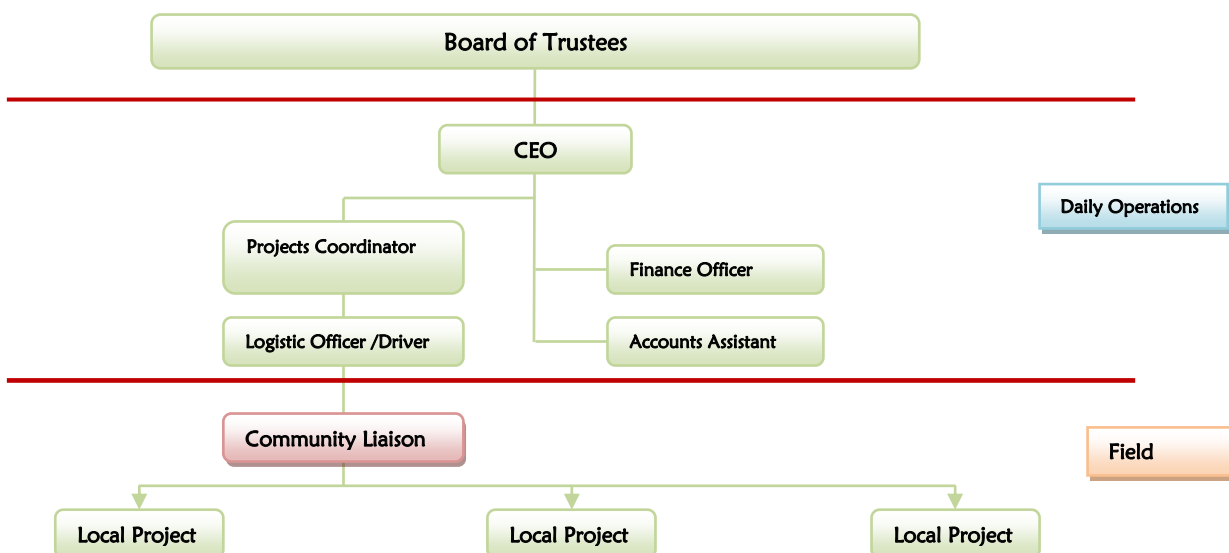 Board of Trustees
CEO
Daily Operations
Projects Coordinator
Finance Officer
Logistic Officer /Driver
Accounts Assistant
Community Liaison
Field
Local Project
Local Project
Local Project